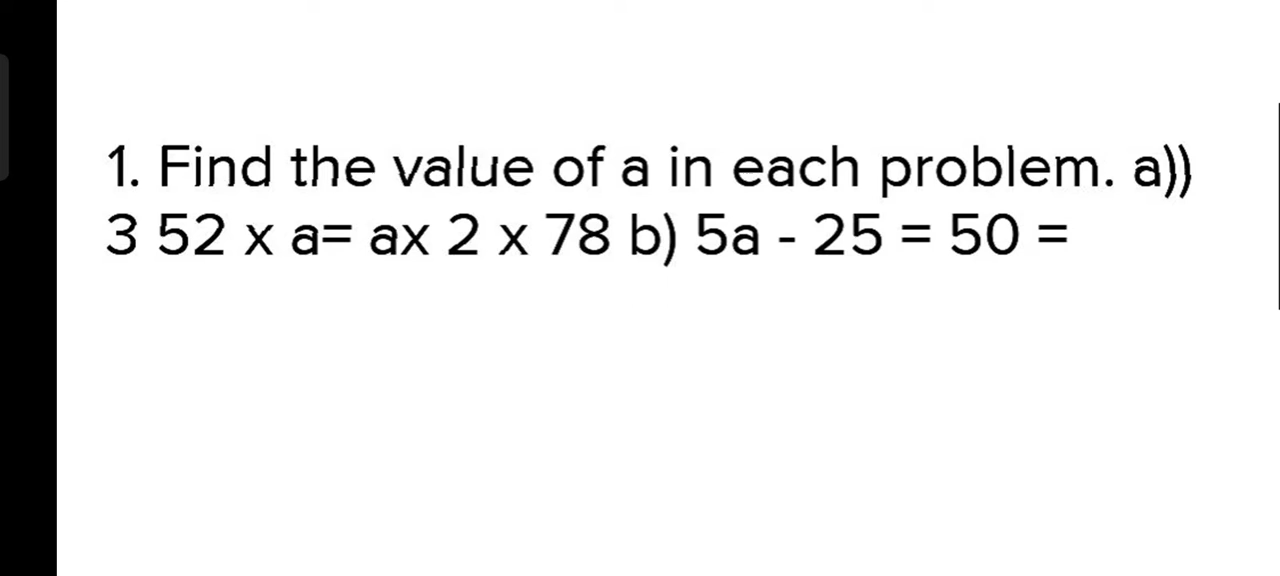 1. Find the value of a in each problem. a))
3 52 x a= ax 2 x 78 b) 5a - 25 = 50 =